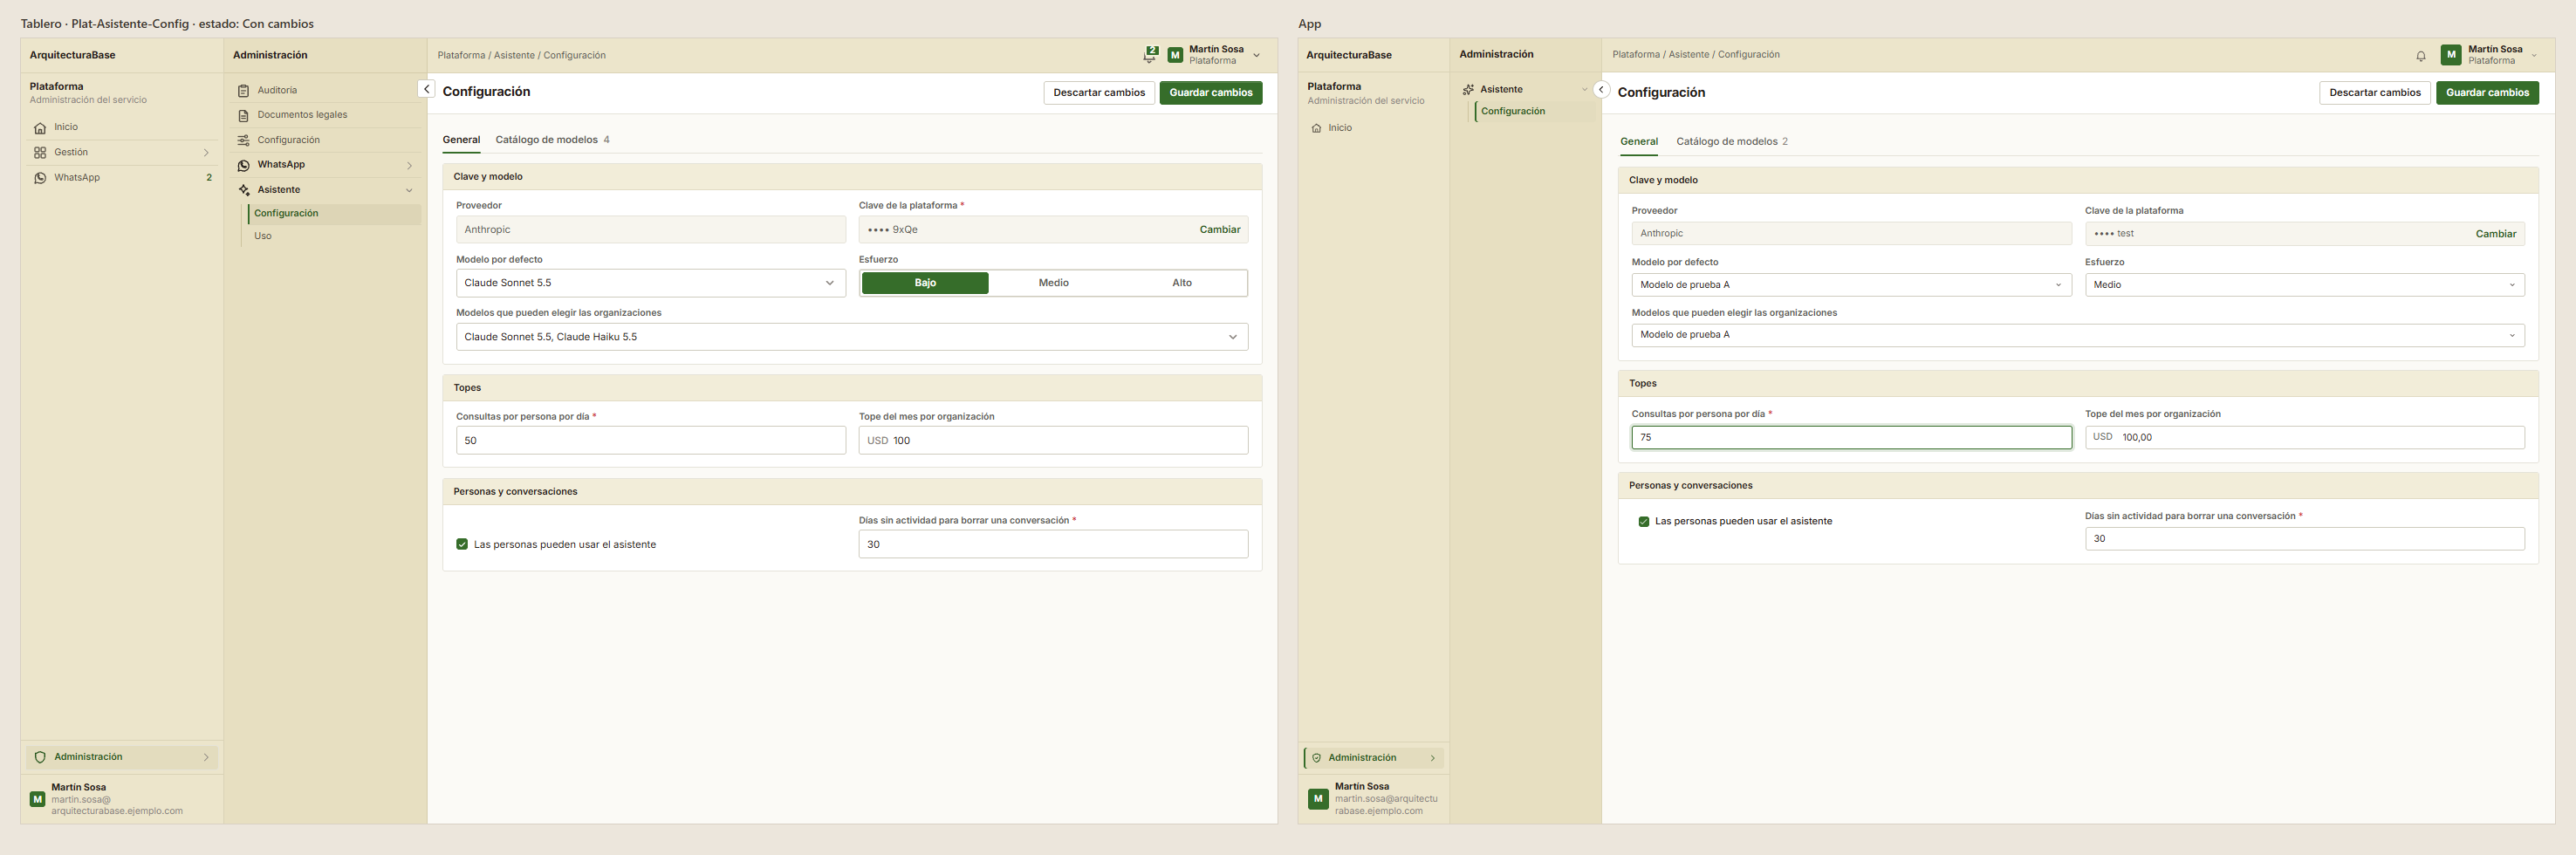 Tablero · Plat-Asistente-Config · estado: Con cambios
ArquitecturaBase
Plataforma
Administración del servicio
Inicio
Gestión
WhatsApp 2
Administración
Martín Sosa
martin.sosa@
arquitecturabase.ejemplo.com
Administración
Auditoría
Documentos legales
Configuración
WhatsApp
Asistente
Configuración
Uso
Plataforma / Asistente / Configuración
2
M
Martín Sosa
Plataforma
Configuración
Descartar cambios
Guardar cambios
General
Catálogo de modelos 4
Clave y modelo
Proveedor
Anthropic
Clave de la plataforma *
•••• 9xQe
Cambiar
Modelo por defecto
Claude Sonnet 5.5
Esfuerzo
Bajo
Medio
Alto
Modelos que pueden elegir las organizaciones
Claude Sonnet 5.5, Claude Haiku 5.5
Topes
Consultas por persona por día *
50
Tope del mes por organización
USD 100
Personas y conversaciones
Las personas pueden usar el asistente
Días sin actividad para borrar una conversación *
30
M
App
ArquitecturaBase
Plataforma
Administración del servicio
Inicio
Administración
M
Martín Sosa
martin.sosa@arquitectu
rabase.ejemplo.com
Administración
Asistente
Configuración
Plataforma / Asistente / Configuración
M
Martín Sosa
Plataforma
Configuración
Descartar cambios
Guardar cambios
General
Catálogo de modelos 2
Clave y modelo
Proveedor
Anthropic
Clave de la plataforma
•••• test
Cambiar
Modelo por defecto
Modelo de prueba A
Esfuerzo
Medio
Modelos que pueden elegir las organizaciones
Modelo de prueba A
Topes
Consultas por persona por día *
75
Tope del mes por organización
USD 100,00
Personas y conversaciones
Las personas pueden usar el asistente
Días sin actividad para borrar una conversación *
30